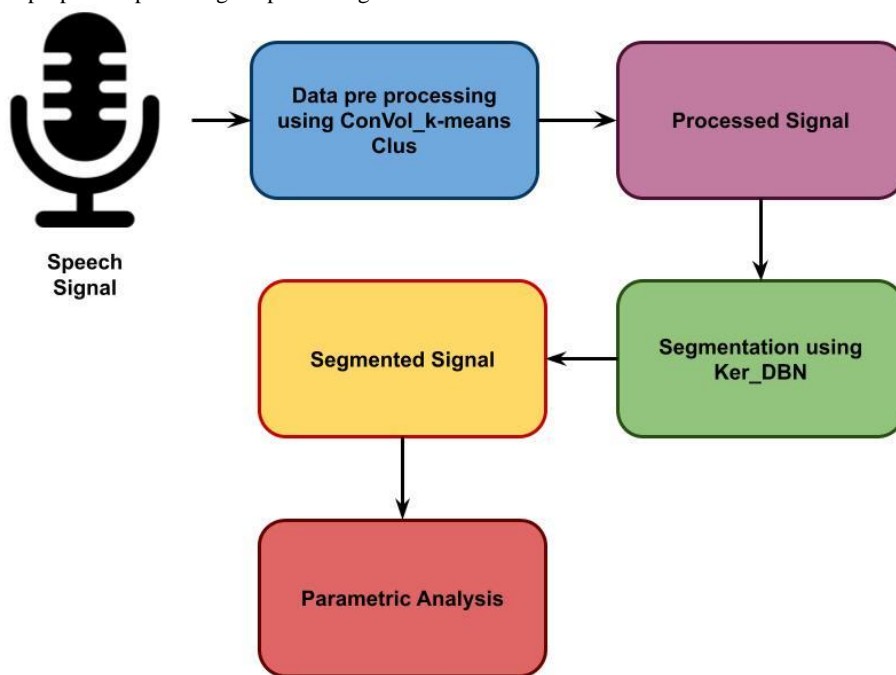 Data pre processing
using ConVol_k-means
Clus
Processed Signal
Speech
Signal
Segmented Signal
Segmentation using
Ker_DBN
Parametric Analysis